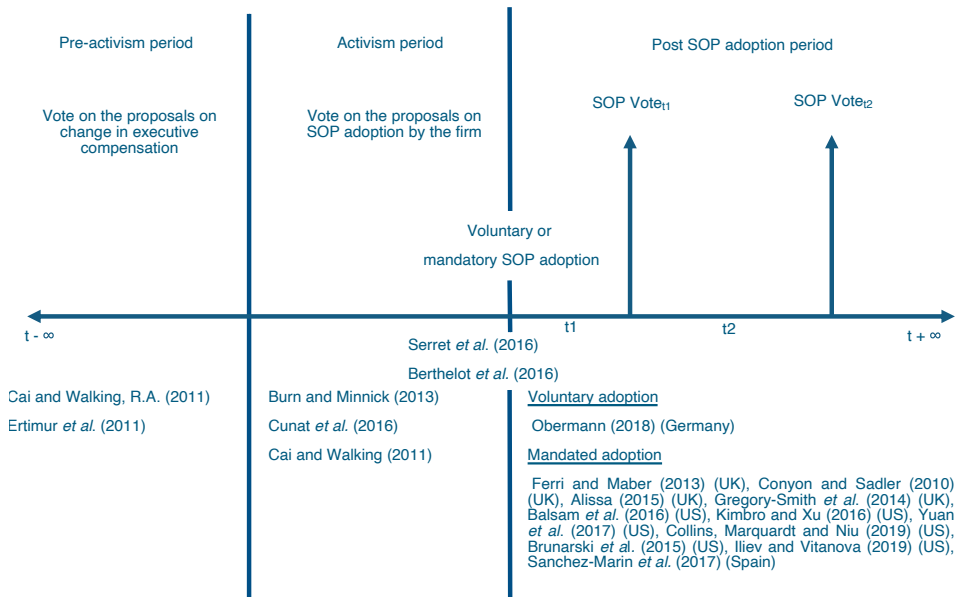 Pre-activism period
Activism period
Post SOP adoption period
Vote on the proposals on
change in executive
compensation
Vote on the proposals on
SOP adoption by the firm
SOP Votet1
SOP Votet2
Voluntary or
mandatory SOP adoption
t - ∞
t1
t2
t + ∞
Serret et al. (2016)
Berthelot et al. (2016)
Cai and Walking, R.A. (2011)
Ertimur et al. (2011)
Burn and Minnick (2013)
Cunat et al. (2016)
Cai and Walking (2011)
Voluntary adoption
Obermann (2018) (Germany)
Mandated adoption
Ferri and Maber (2013) (UK), Conyon and Sadler (2010)
(UK), Alissa (2015) (UK), Gregory-Smith et al. (2014) (UK),
Balsam et al. (2016) (US), Kimbro and Xu (2016) (US), Yuan
et al. (2017) (US), Collins, Marquardt and Niu (2019) (US),
Brunarski et al. (2015) (US), Iliev and Vitanova (2019) (US),
Sanchez-Marin et al. (2017) (Spain)